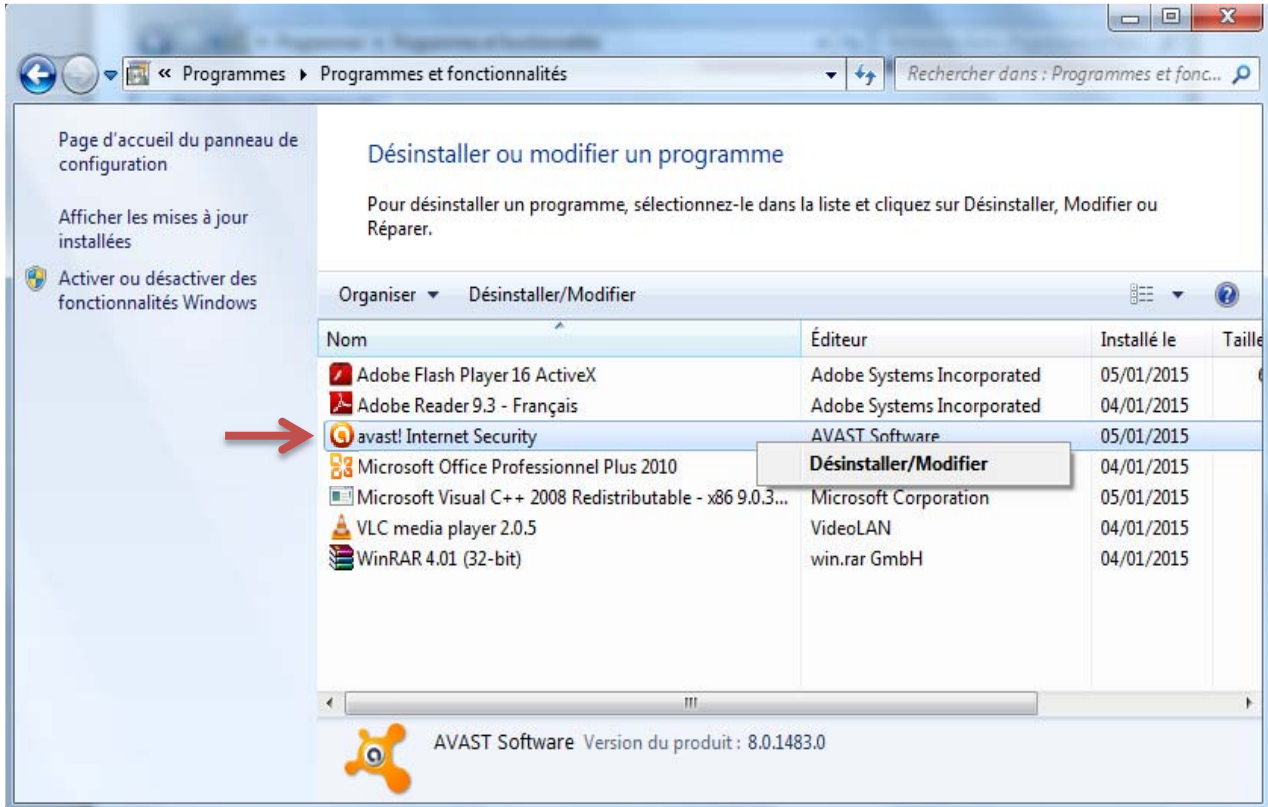 « Programmes ▸ Programmes et fonctionnalités
Rechercher dans : Programmes et fonc...
Page d'accueil du panneau de
configuration
Afficher les mises à jour
installées
Activer ou désactiver des
fonctionnalités Windows
Désinstaller ou modifier un programme
Pour désinstaller un programme, sélectionnez-le dans la liste et cliquez sur Désinstaller, Modifier ou
Réparer.
Organiser Désinstaller/Modifier
Nom Éditeur Installé le Taille
Adobe Flash Player 16 ActiveX Adobe Systems Incorporated 05/01/2015
Adobe Reader 9.3 - Français Adobe Systems Incorporated 04/01/2015
avast! Internet Security AVAST Software 05/01/2015
Désinstaller/Modifier
Microsoft Office Professionnel Plus 2010 04/01/2015
Microsoft Visual C++ 2008 Redistributable - x86 9.0.3... Microsoft Corporation 05/01/2015
VLC media player 2.0.5 VideoLAN 04/01/2015
WinRAR 4.01 (32-bit) win.rar GmbH 04/01/2015
AVAST Software Version du produit : 8.0.1483.0